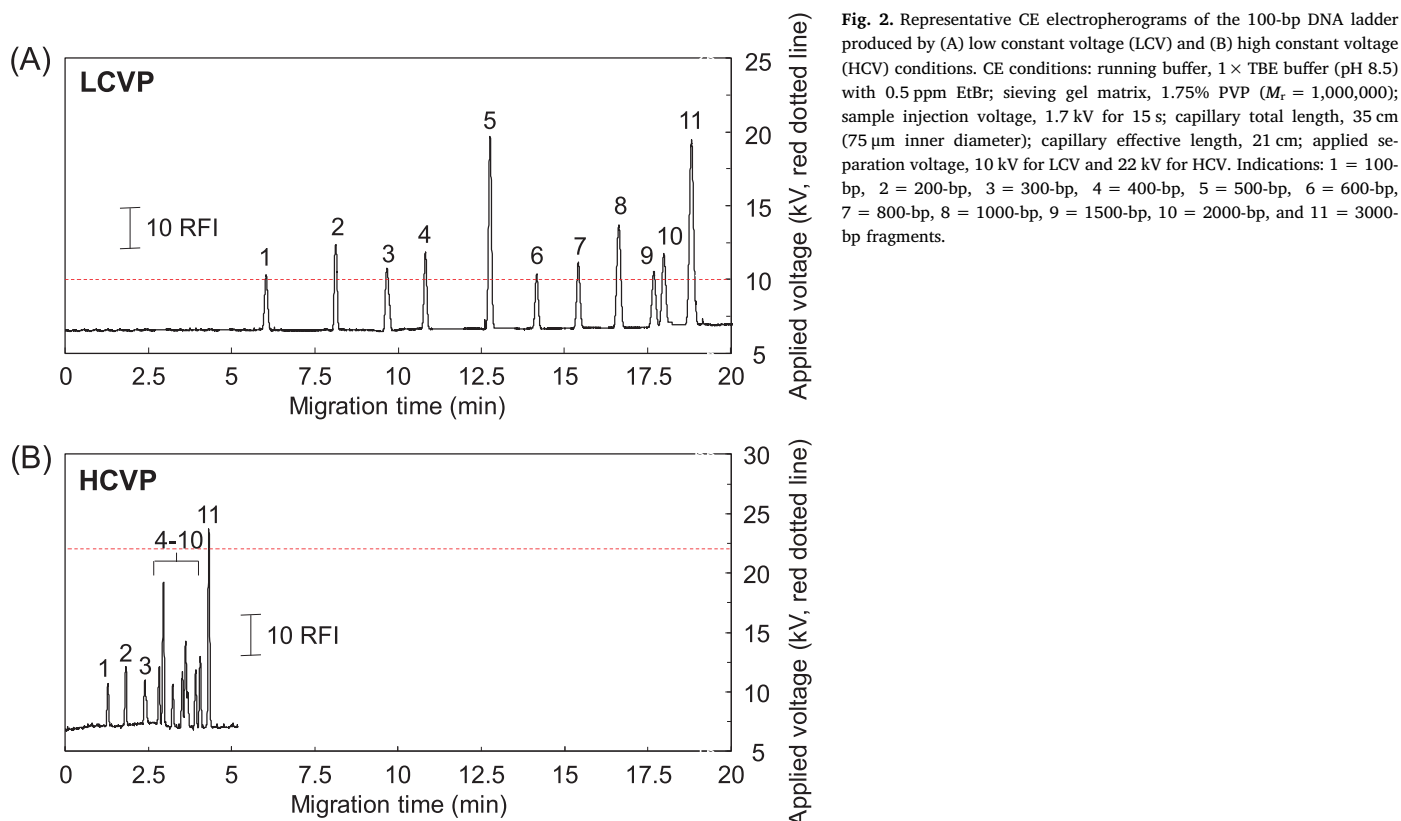 (A)
LCVP
10 RFI
1
2
3
4
5
6
7
8
9
10
11
25
20
15
10
5
Applied voltage (kV, red dotted line)
0 2.5 5 7.5 10 12.5 15 17.5 20
Migration time (min)
(B)
HCVP
1
2
3
4-10
11
10 RFI
30
25
20
15
10
5
Applied voltage (kV, red dotted line)
0 2.5 5 7.5 10 12.5 15 17.5 20
Migration time (min)
Fig. 2. Representative CE electropherograms of the 100-bp DNA ladder
produced by (A) low constant voltage (LCV) and (B) high constant voltage
(HCV) conditions. CE conditions: running buffer, 1× TBE buffer (pH 8.5)
with 0.5 ppm EtBr; sieving gel matrix, 1.75% PVP (Mr = 1,000,000);
sample injection voltage, 1.7 kV for 15 s; capillary total length, 35 cm
(75 μm inner diameter); capillary effective length, 21 cm; applied se-
paration voltage, 10 kV for LCV and 22 kV for HCV. Indications: 1 = 100-
bp, 2 = 200-bp, 3 = 300-bp, 4 = 400-bp, 5 = 500-bp, 6 = 600-bp,
7 = 800-bp, 8 = 1000-bp, 9 = 1500-bp, 10 = 2000-bp, and 11 = 3000-
bp fragments.